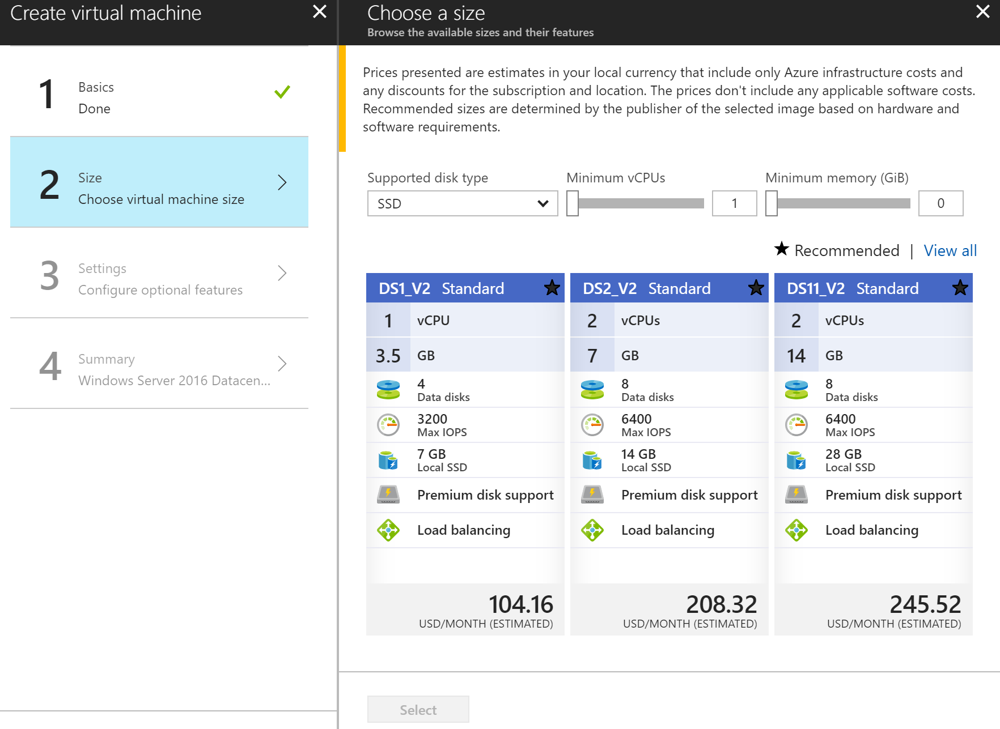 Create virtual machine
1
Basics
Done
2
Size
Choose virtual machine size
3
Settings
Configure optional features
4
Summary
Windows Server 2016 Datacen...
Choose a size
Browse the available sizes and their features
Prices presented are estimates in your local currency that include only Azure infrastructure costs and
any discounts for the subscription and location. The prices don't include any applicable software costs.
Recommended sizes are determined by the publisher of the selected image based on hardware and
software requirements.
Supported disk type
SSD
Minimum vCPUs
1
Minimum memory (GiB)
0
★ Recommended | View all
DS1_V2 Standard
1 vCPU
3.5 GB
4
Data disks
3200
Max IOPS
7 GB
Local SSD
Premium disk support
Load balancing
104.16
USD/MONTH (ESTIMATED)
DS2_V2 Standard
2 vCPUs
7 GB
8
Data disks
6400
Max IOPS
14 GB
Local SSD
Premium disk support
Load balancing
208.32
USD/MONTH (ESTIMATED)
DS11_V2 Standard
2 vCPUs
14 GB
8
Data disks
6400
Max IOPS
28 GB
Local SSD
Premium disk support
Load balancing
245.52
USD/MONTH (ESTIMATED)
Select